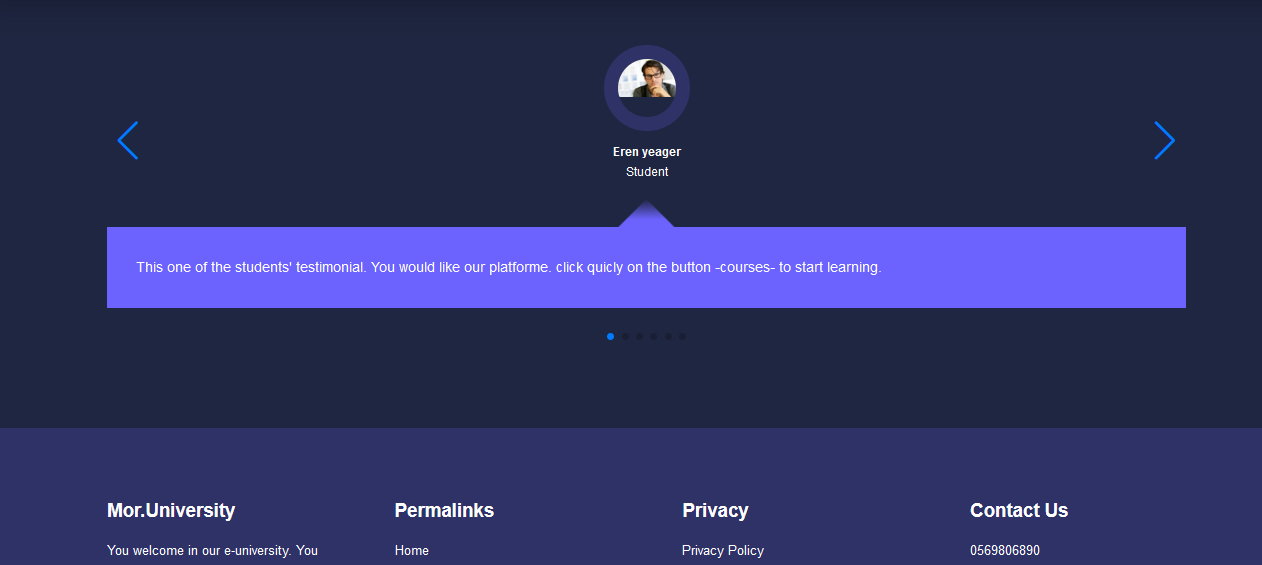 Eren yeager
Student
This one of the students' testimonial. You would like our platforme. click quicly on the button -courses- to start learning.
Mor.University
Permalinks
Privacy
Contact Us
You welcome in our e-university. You
Home
Privacy Policy
0569806890